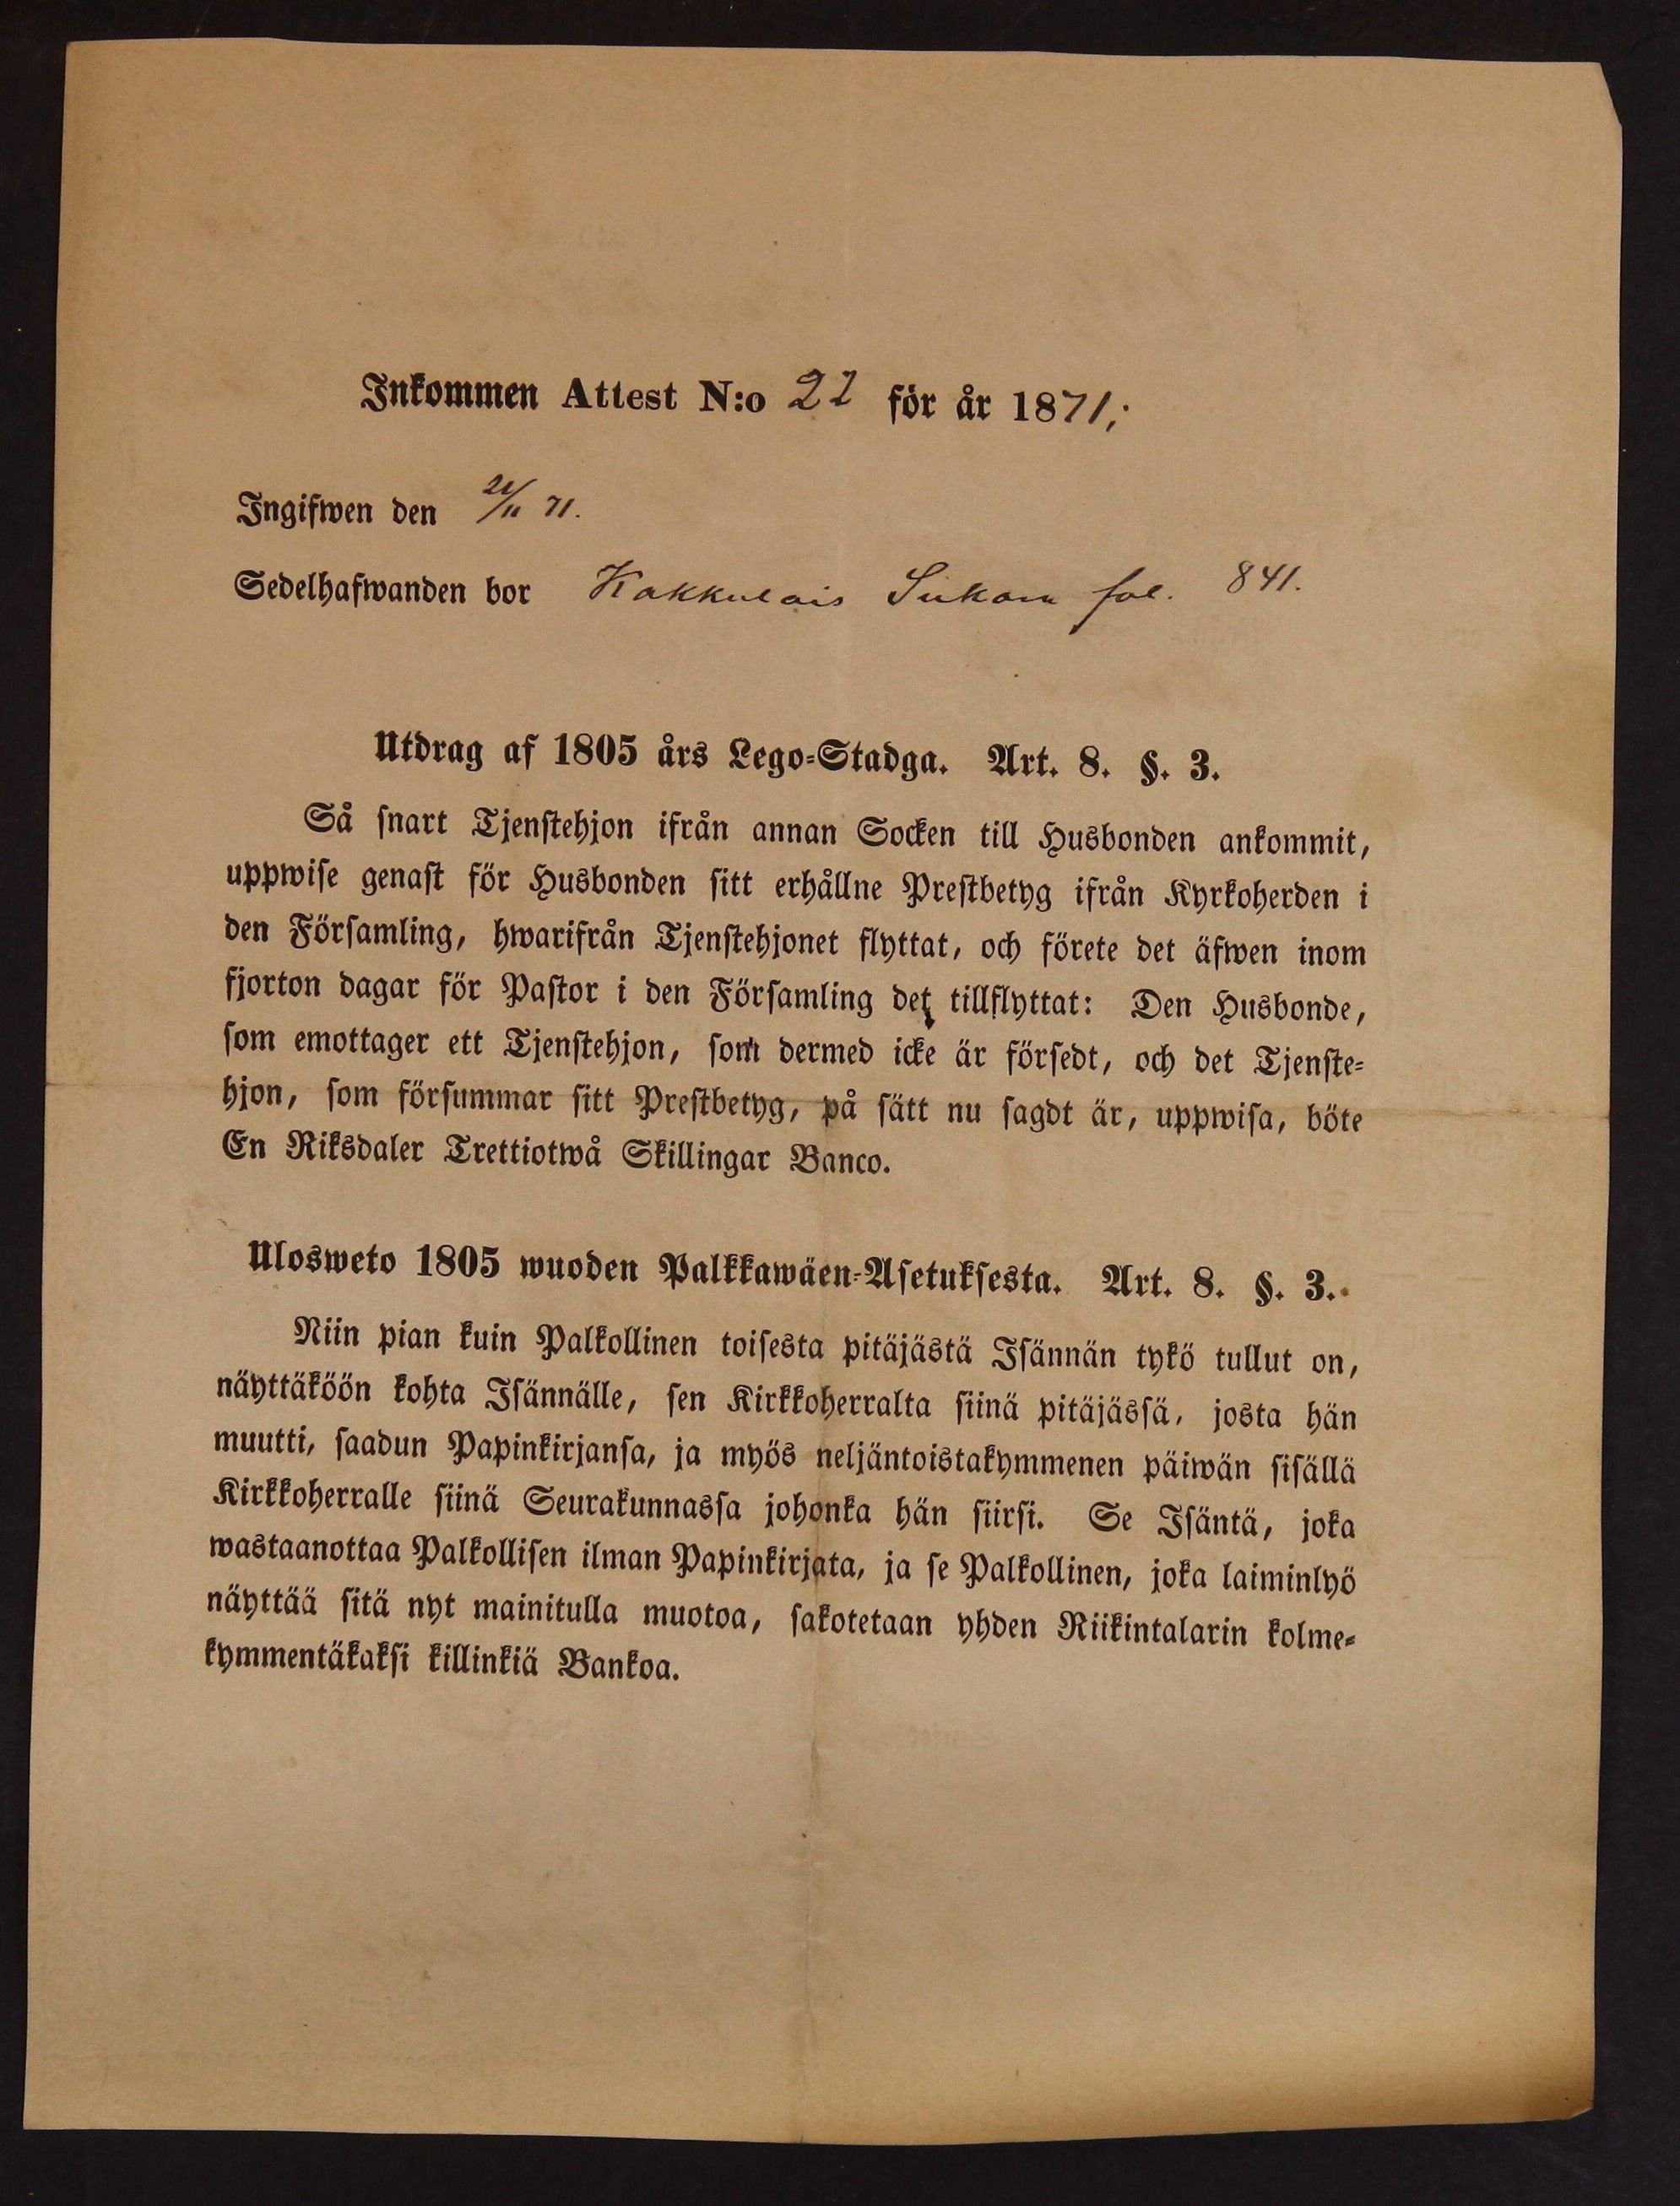 Inkommen Attest N:o 22 för år 1871;
Ingifwen den 21/11 71.
Sedelhafwanden bor Kakkulais fol. 841.
Utdrag af 1805 års Lego-Stadga. Art. 8. §. 3.
Så snart Tjenstehjon ifrån annan Socken till Husbonden ankommit,
uppwise genast för Husbonden sitt erhållne Prestbetyg ifrån Kyrkoherden i
den Församling, hwarifrån Tjenstehjonet flyttat, och förete det äfwen inom
fjorton dagar för Pastor i den Församling det tillflyttat: Den Husbonde,
som emottager ett Tjenstehjon, som dermed icke är försedt, och det Tjenste-
hjon, som försummar sitt Prestbetyg, på sätt nu sagdt är, uppwisa, böte
En Riksdaler Trettiotwå Skillingar Banco.
Ulosweto 1805 wuoden Palkkawäen-Asetuksesta. Art. 8. §. 3.
Niin pian kuin Palkollinen toisesta pitäjästä Isännän tykö tullut on,
näyttäköön kohta Isännälle, sen Kirkkoherralta siinä pitäjässä, josta hän
muutti, saadun Papinkirjansa, ja myös neljäntoistakymmenen päiwän sisällä
Kirkkoherralle siinä Seurakunnassa johonka hän siirsi. Se Isäntä, joka
wastaanottaa Palkollisen ilman Papinkirjata, ja se Palkollinen, joka laiminlyö
näyttää sitä nyt mainitulla muotoa, sakotetaan yhden Riikintalarin kolme-
kymmentäkaksi killinkiä Bankoa.